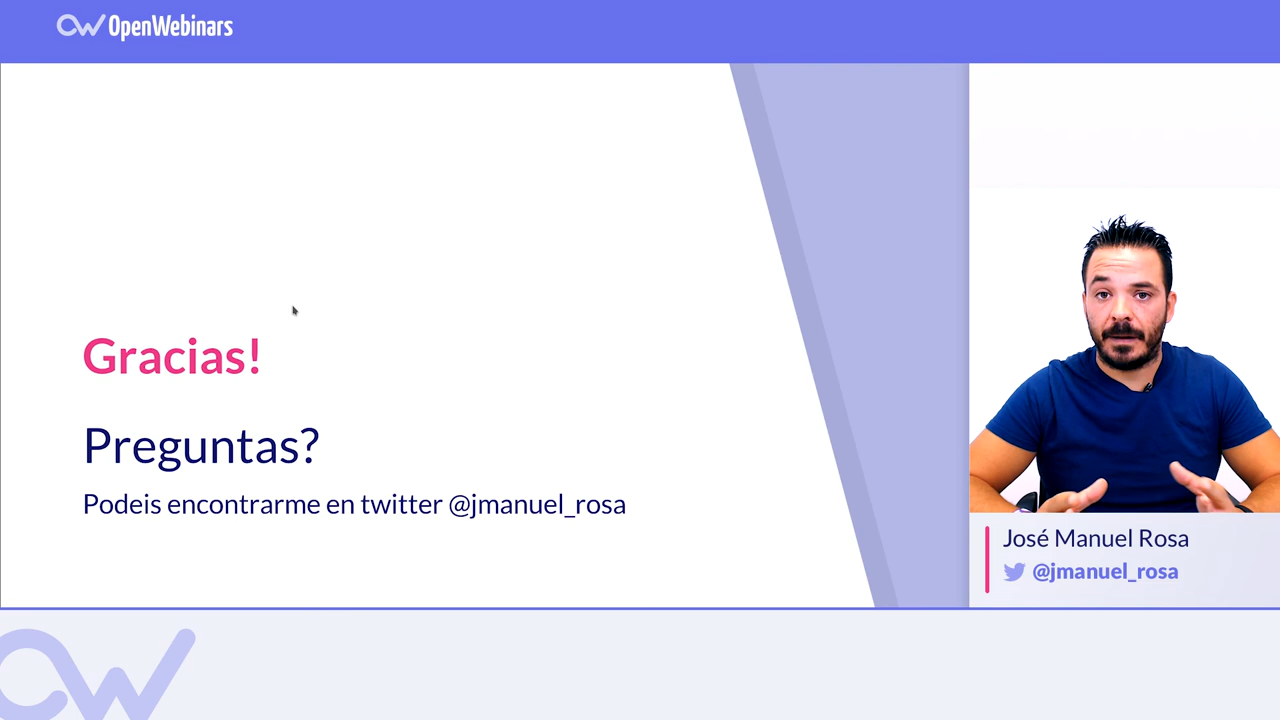 OpenWebinars
Gracias!
Preguntas?
Podeis encontrarme en twitter @jmanuel_rosa
José Manuel Rosa
@jmanuel_rosa